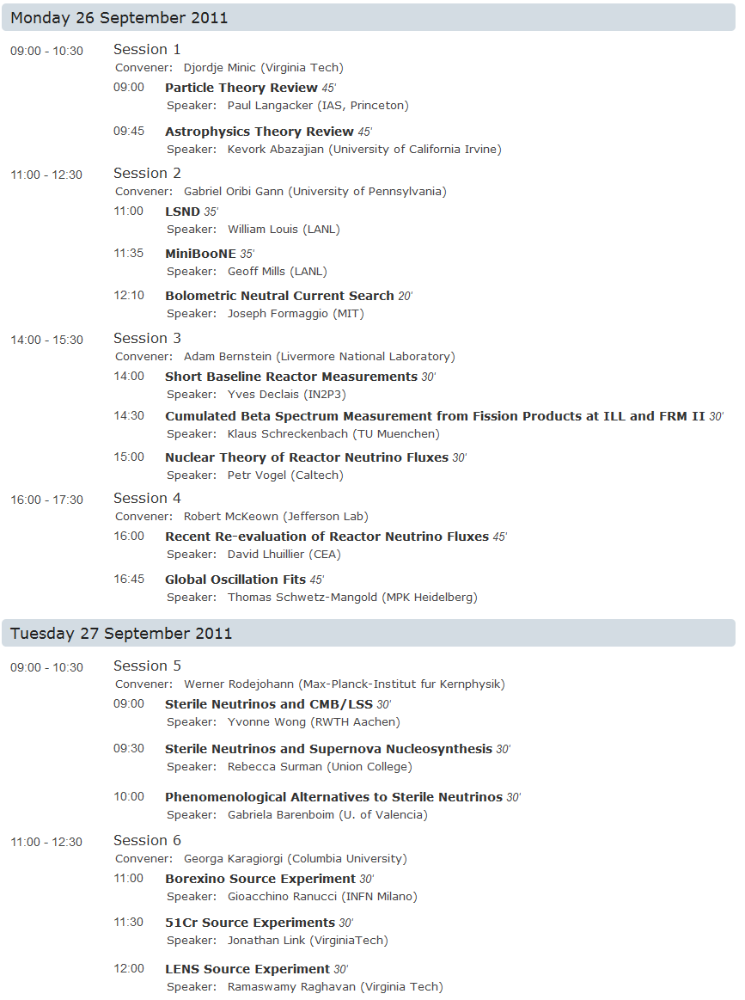 Monday 26 September 2011
09:00 - 10:30 Session 1
Convener: Djordje Minic (Virginia Tech)
09:00 Particle Theory Review 45'
Speaker: Paul Langacker (IAS, Princeton)
09:45 Astrophysics Theory Review 45'
Speaker: Kevork Abazajian (University of California Irvine)
11:00 - 12:30 Session 2
Convener: Gabriel Oribi Gann (University of Pennsylvania)
11:00 LSND 35'
Speaker: William Louis (LANL)
11:35 MiniBooNE 35'
Speaker: Geoff Mills (LANL)
12:10 Bolometric Neutral Current Search 20'
Speaker: Joseph Formaggio (MIT)
14:00 - 15:30 Session 3
Convener: Adam Bernstein (Livermore National Laboratory)
14:00 Short Baseline Reactor Measurements 30'
Speaker: Yves Declais (IN2P3)
14:30 Cumulated Beta Spectrum Measurement from Fission Products at ILL and FRM II 30'
Speaker: Klaus Schreckenbach (TU Muenchen)
15:00 Nuclear Theory of Reactor Neutrino Fluxes 30'
Speaker: Petr Vogel (Caltech)
16:00 - 17:30 Session 4
Convener: Robert McKeown (Jefferson Lab)
16:00 Recent Re-evaluation of Reactor Neutrino Fluxes 45'
Speaker: David Lhuillier (CEA)
16:45 Global Oscillation Fits 45'
Speaker: Thomas Schwetz-Mangold (MPK Heidelberg)
Tuesday 27 September 2011
09:00 - 10:30 Session 5
Convener: Werner Rodejohann (Max-Planck-Institut fur Kernphysik)
09:00 Sterile Neutrinos and CMB/LSS 30'
Speaker: Yvonne Wong (RWTH Aachen)
09:30 Sterile Neutrinos and Supernova Nucleosynthesis 30'
Speaker: Rebecca Surman (Union College)
10:00 Phenomenological Alternatives to Sterile Neutrinos 30'
Speaker: Gabriela Barenboim (U. of Valencia)
11:00 - 12:30 Session 6
Convener: Georga Karagiorgi (Columbia University)
11:00 Borexino Source Experiment 30'
Speaker: Gioacchino Ranucci (INFN Milano)
11:30 51Cr Source Experiments 30'
Speaker: Jonathan Link (VirginiaTech)
12:00 LENS Source Experiment 30'
Speaker: Ramaswamy Raghavan (Virginia Tech)